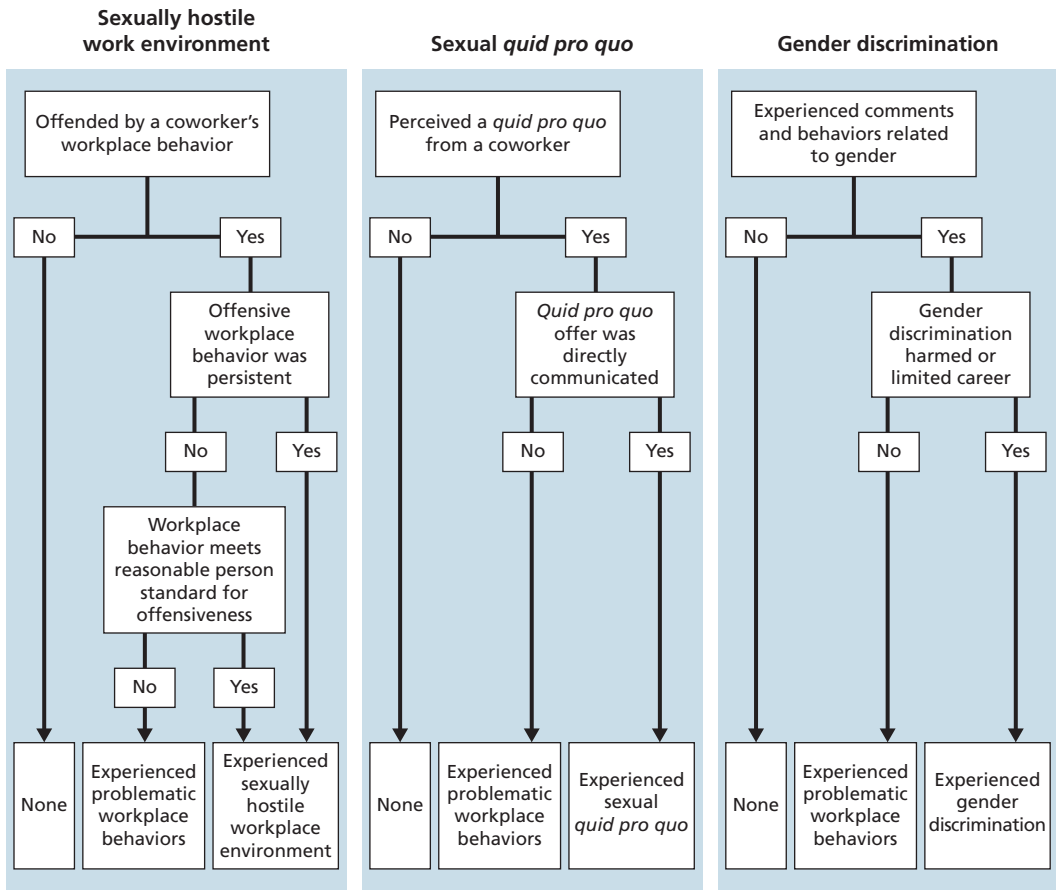 Sexually hostile
work environment
Offended by a coworker's
workplace behavior
No
Yes
Offensive
workplace
behavior was
persistent
No
Yes
Workplace
behavior meets
reasonable person
standard for
offensiveness
No
Yes
None
Experienced
problematic
workplace
behaviors
Experienced
sexually
hostile
workplace
environment
Sexual quid pro quo
Perceived a quid pro quo
from a coworker
No
Yes
Quid pro quo
offer was
directly
communicated
No
Yes
None
Experienced
problematic
workplace
behaviors
Experienced
sexual
quid pro quo
Gender discrimination
Experienced comments
and behaviors related
to gender
No
Yes
Gender
discrimination
harmed or
limited career
No
Yes
None
Experienced
problematic
workplace
behaviors
Experienced
gender
discrimination